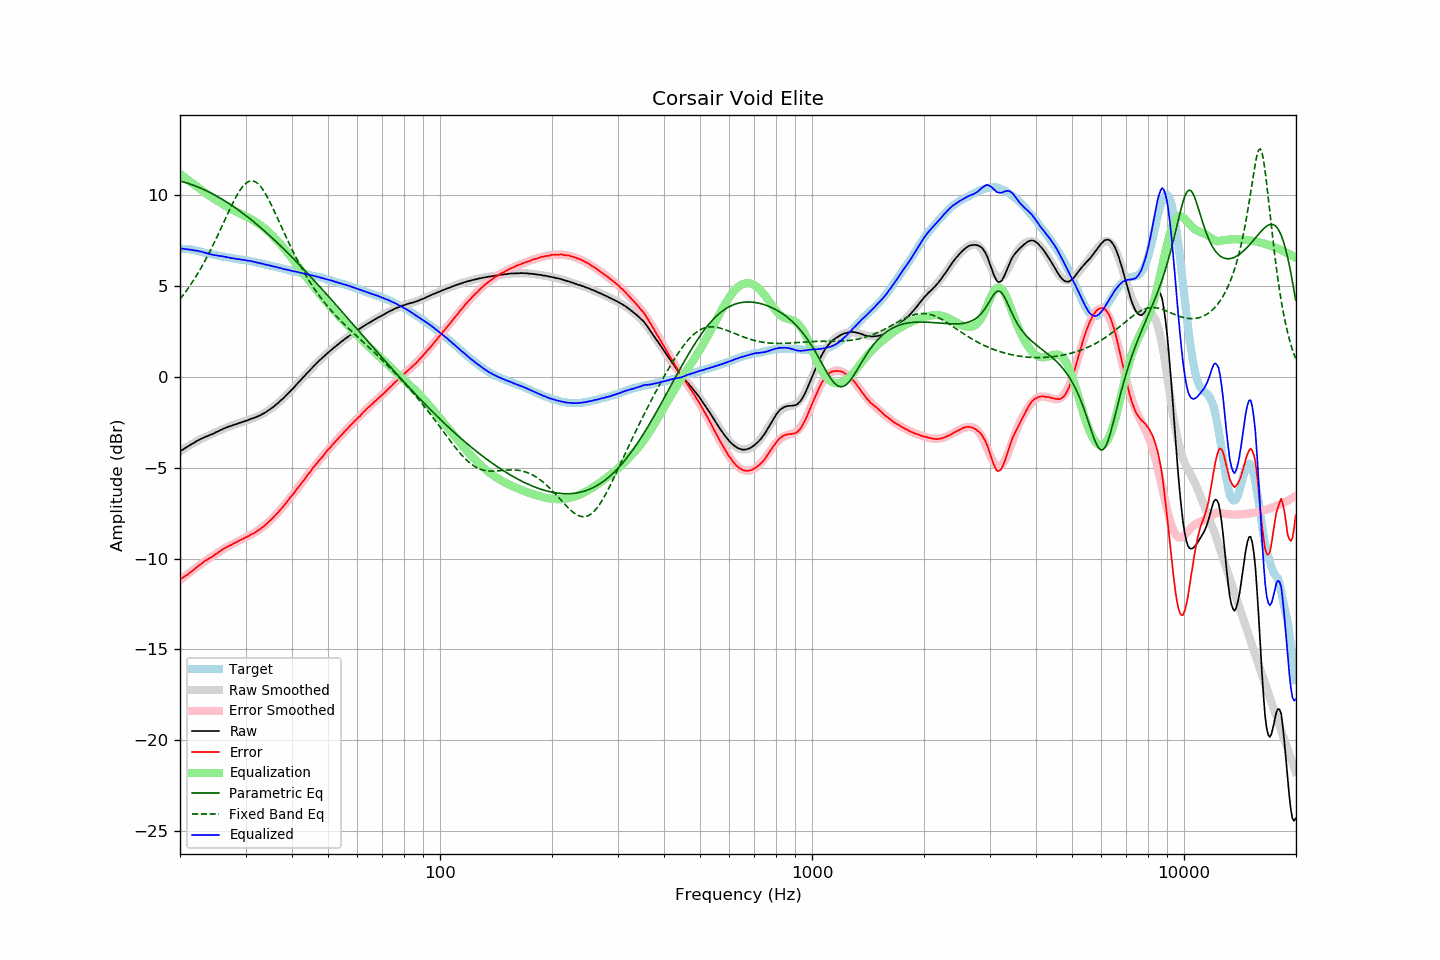 Corsair Void Elite
Amplitude (dBr)
10
5
0
−5
−10
−15
−20
−25
Target
Raw Smoothed
Error Smoothed
Raw
Error
Equalization
Parametric Eq
Fixed Band Eq
Equalized
100
1000
10000
Frequency (Hz)